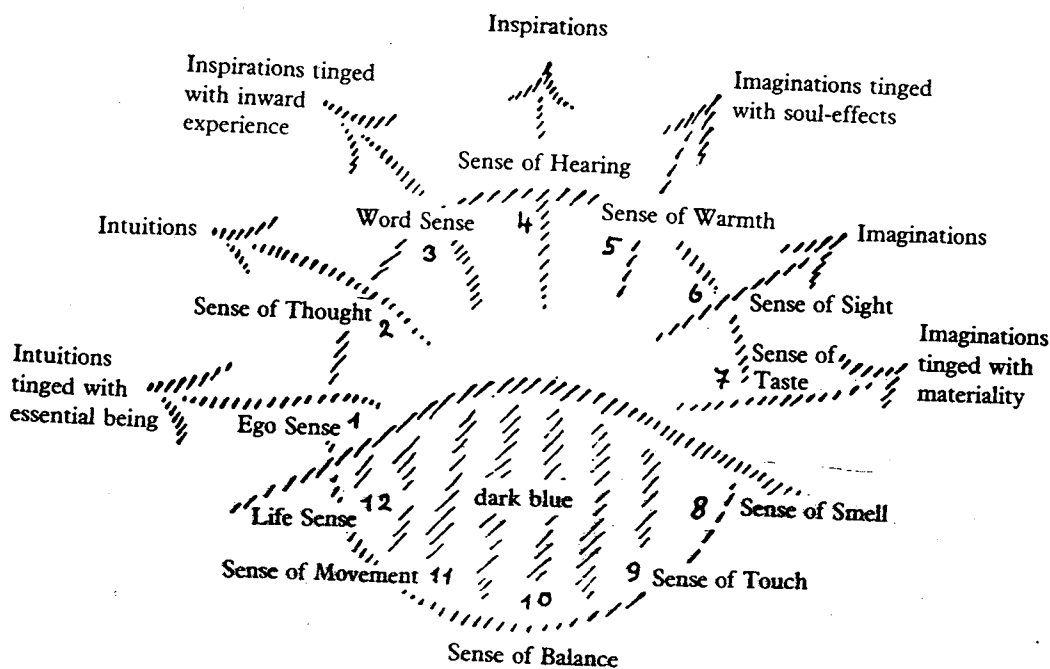 Inspirations
Inspirations tinged
with inward
experience
Imaginations tinged
with soul-effects
Sense of Hearing
Word Sense
3
4
Sense of Warmth
5
Intuitions
Imaginations
Sense of Thought
2
6
Sense of Sight
Intuitions
tinged with
essential being
Imaginations
tinged with
materiality
7
Sense of
Taste
Ego Sense
1
12
dark blue
8
Sense of Smell
Life Sense
Sense of Movement
11
10
9
Sense of Touch
Sense of Balance